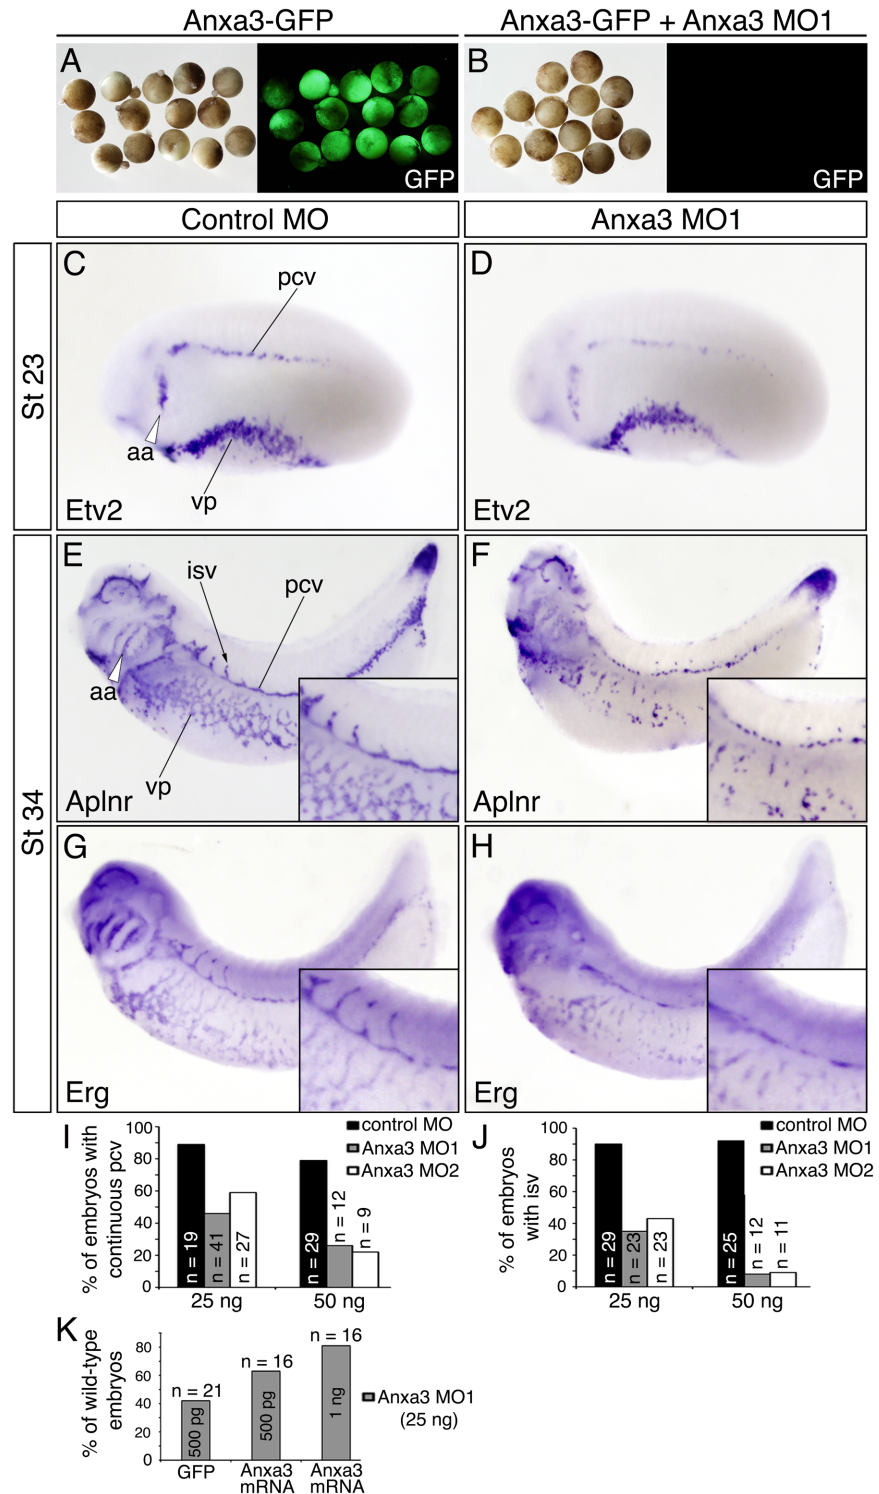 Anxa3-GFP
Anxa3-GFP + Anxa3 MO1
A
GFP
B
GFP
Control MO
Anxa3 MO1
St 23
C
pcv
aa
vp
Etv2
D
Etv2
St 34
E
isv
pcv
aa
vp
Aplnr
F
Aplnr
G
Erg
H
Erg
I
% of embryos with
continuous pcv
100
80
60
40
20
0
control MO
Anxa3 MO1
Anxa3 MO2
n = 19
n = 41
n = 27
n = 29
n = 12
n = 9
25 ng
50 ng
J
% of embryos
with isv
100
80
60
40
20
0
control MO
Anxa3 MO1
Anxa3 MO2
n = 29
n = 23
n = 23
n = 25
n = 12
n = 11
25 ng
50 ng
K
% of wild-type
embryos
80
60
40
20
0
n = 21
n = 16
n = 16
500 pg
500 pg
1 ng
GFP
Anxa3
mRNA
Anxa3
mRNA
Anxa3 MO1
(25 ng)